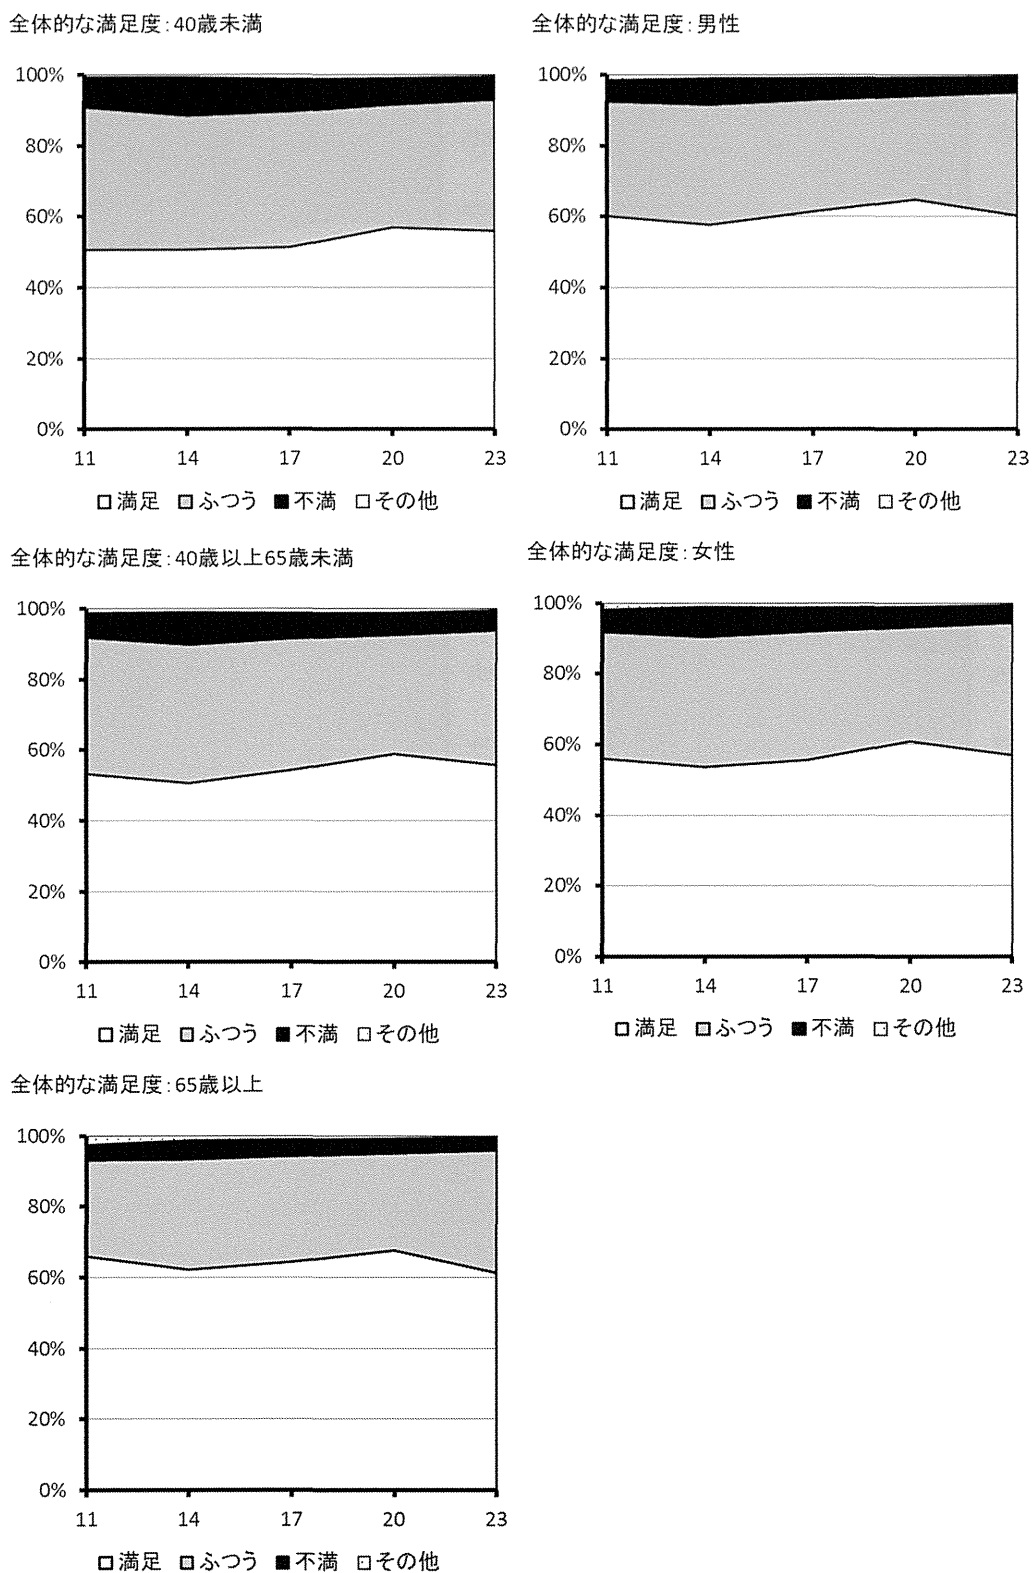 全体的な満足度：40歳未満
100%
80%
60%
40%
20%
0%
11 14 17 20 23
満足 ふつう 不満 その他
全体的な満足度：男性
100%
80%
60%
40%
20%
0%
11 14 17 20 23
満足 ふつう 不満 その他
全体的な満足度：40歳以上65歳未満
100%
80%
60%
40%
20%
0%
11 14 17 20 23
満足 ふつう 不満 その他
全体的な満足度：女性
100%
80%
60%
40%
20%
0%
11 14 17 20 23
満足 ふつう 不満 その他
全体的な満足度：65歳以上
100%
80%
60%
40%
20%
0%
11 14 17 20 23
満足 ふつう 不満 その他